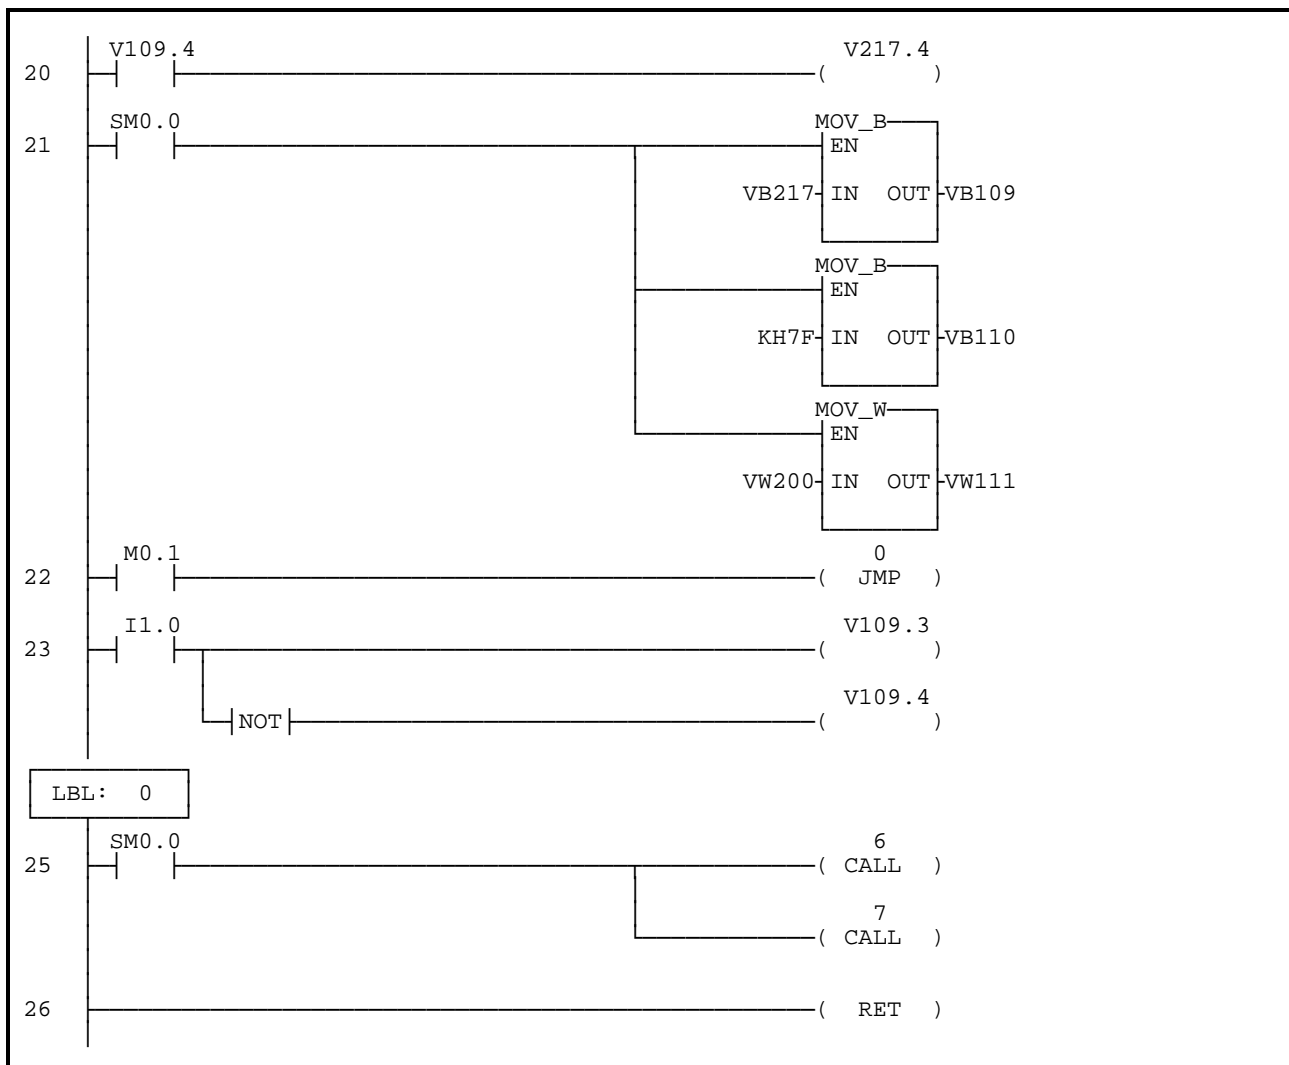 V109.4 V217.4
20 ( )
SM0.0 MOV_B
21 EN
VB217 IN OUT VB109
MOV_B
EN
KH7F IN OUT VB110
MOV_W
EN
VW200 IN OUT VW111
M0.1 0
22 ( JMP )
I1.0 V109.3
23 ( )
V109.4
NOT ( )
LBL: 0
SM0.0 6
25 ( CALL )
7
( CALL )
26 ( RET )